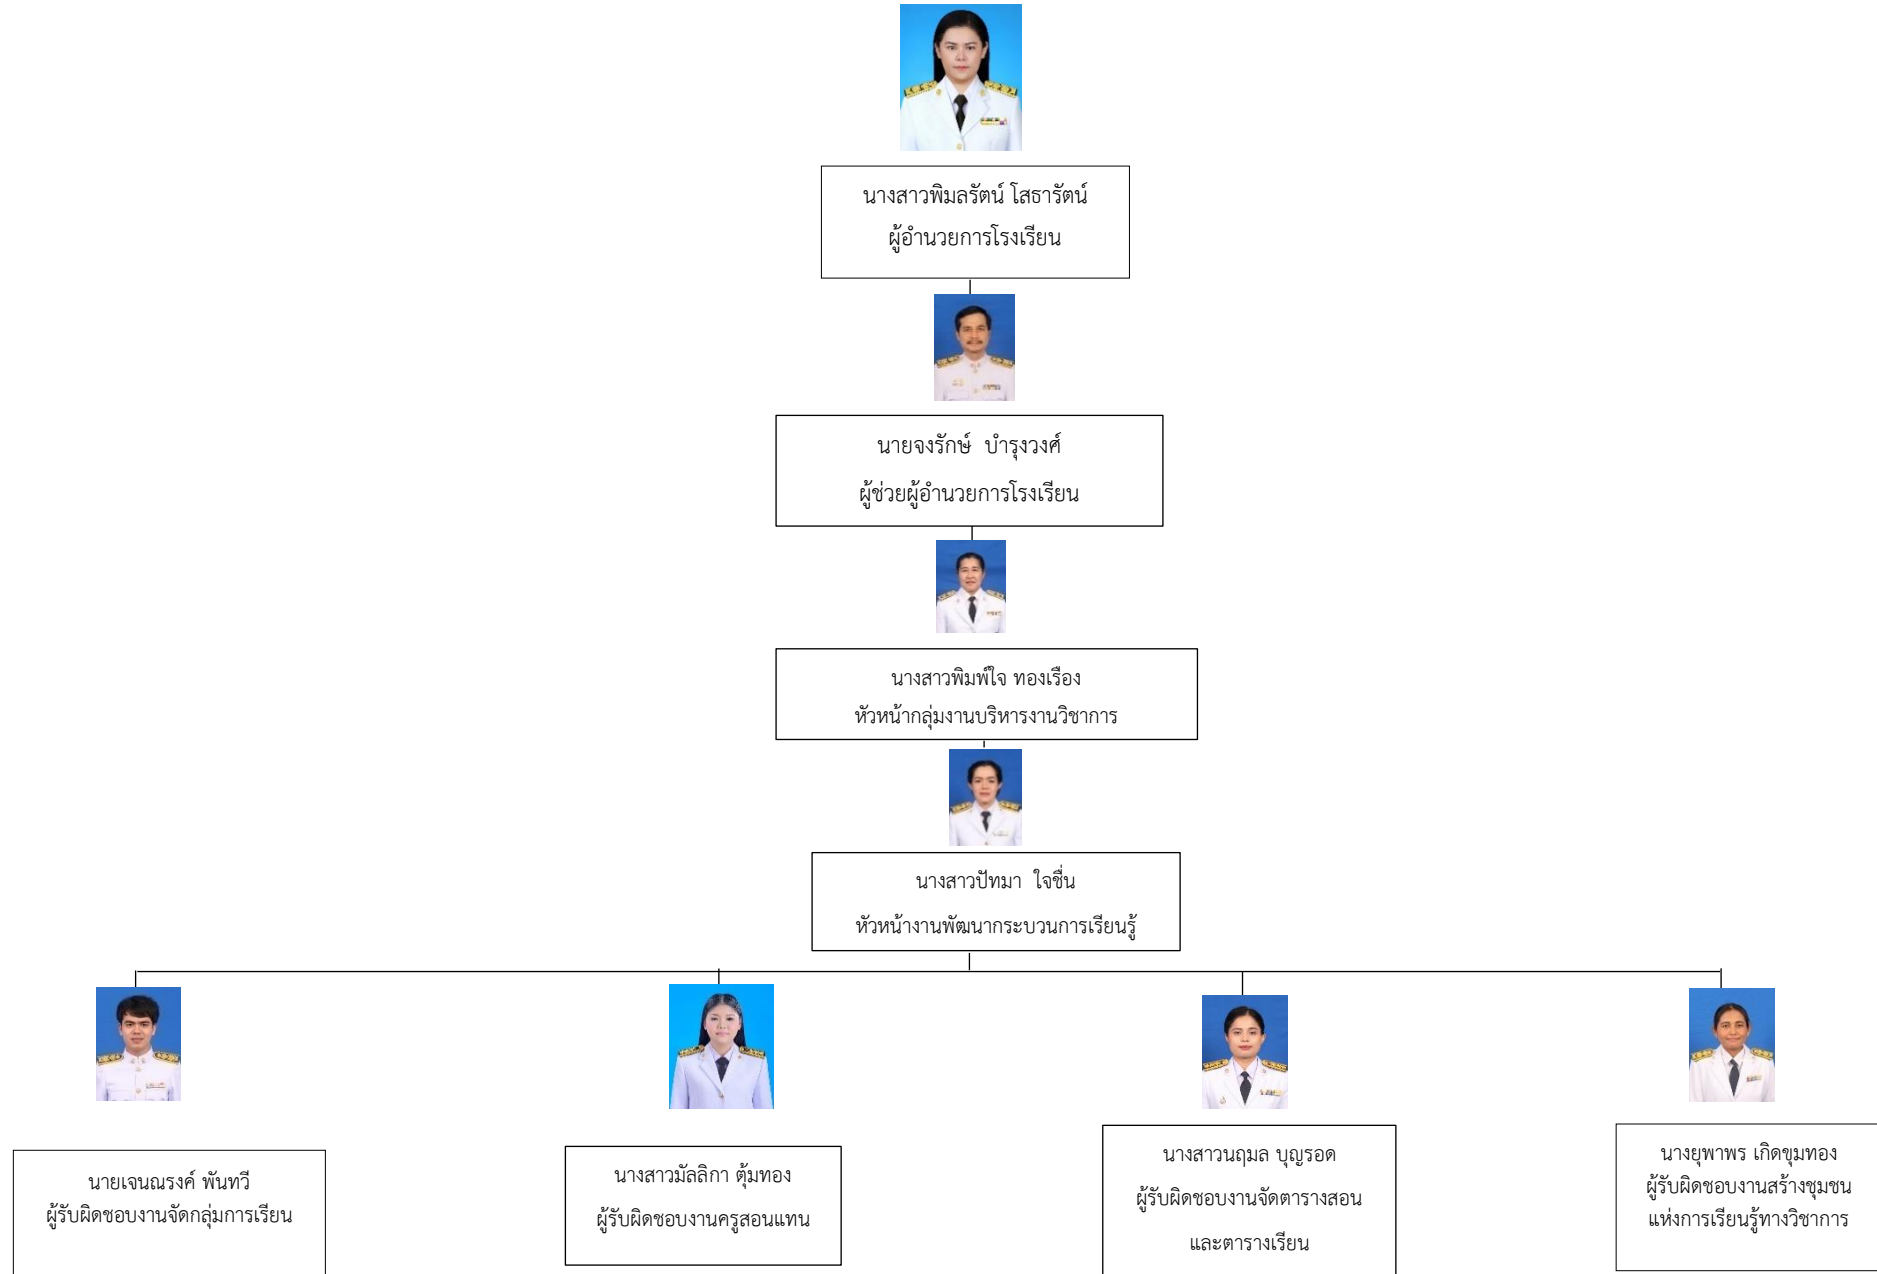 นางสาวพิมลรัตน์ โสธารัตน์
ผู้อำนวยการโรงเรียน
นายจงรักษ์ บำรุงวงศ์
ผู้ช่วยผู้อำนวยการโรงเรียน
นางสาวพิมพ์ใจ ทองเรือง
หัวหน้ากลุ่มงานบริหารงานวิชาการ
นางสาวปัทมา ใจชื่น
หัวหน้างานพัฒนากระบวนการเรียนรู้
นายเจนณรงค์ พันทวี
ผู้รับผิดชอบงานจัดกลุ่มการเรียน
นางสาวมัลลิกา ตุ้มทอง
ผู้รับผิดชอบงานครูสอนแทน
นางสาวนฤมล บุญรอด
ผู้รับผิดชอบงานจัดตารางสอน
และตารางเรียน
นางยุพาพร เกิดขุมทอง
ผู้รับผิดชอบงานสร้างชุมชน
แห่งการเรียนรู้ทางวิชาการ